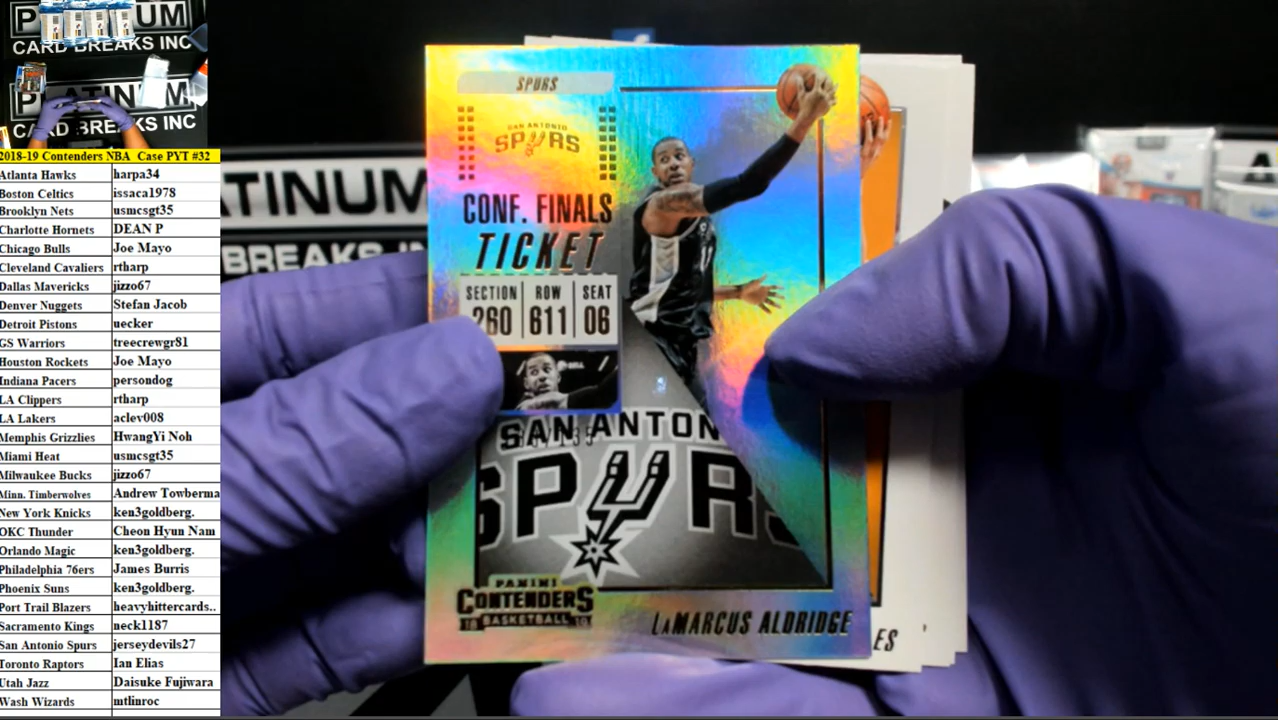 PLATINUM
CARD BREAKS INC
PLATINUM
CARD BREAKS INC
2018-19 Contenders NBA Case PYT #32
Atlanta Hawks harpa34
Boston Celtics issaca1978
Brooklyn Nets usmcsgt35
Charlotte Hornets DEAN P
Chicago Bulls Joe Mayo
Cleveland Cavaliers rtharp
Dallas Mavericks jizzo67
Denver Nuggets Stefan Jacob
Detroit Pistons uecker
GS Warriors treecrewgr81
Houston Rockets Joe Mayo
Indiana Pacers persondog
LA Clippers rtharp
LA Lakers aclev008
Memphis Grizzlies HwangYi Noh
Miami Heat usmcsgt35
Milwaukee Bucks jizzo67
Minn. Timberwolves Andrew Towberma
New York Knicks ken3goldberg.
OKC Thunder Cheon Hyun Nam
Orlando Magic ken3goldberg.
Philadelphia 76ers James Burris
Phoenix Suns ken3goldberg.
Port Trail Blazers heavyhittercards..
Sacramento Kings neck1187
San Antonio Spurs jerseydevils27
Toronto Raptors Ian Elias
Utah Jazz Daisuke Fujiwara
Wash Wizards mtlinroc
ATINUM
BREAKS IN
SPURS
SAN ANTONIO
SPURS
CONF. FINALS
TICKET
SECTION ROW SEAT
260 611 06
SAN ANTON
SPURS
PANINI
CONTENDERS
BASKETBALL
LaMARCUS ALDRIDGE
ES